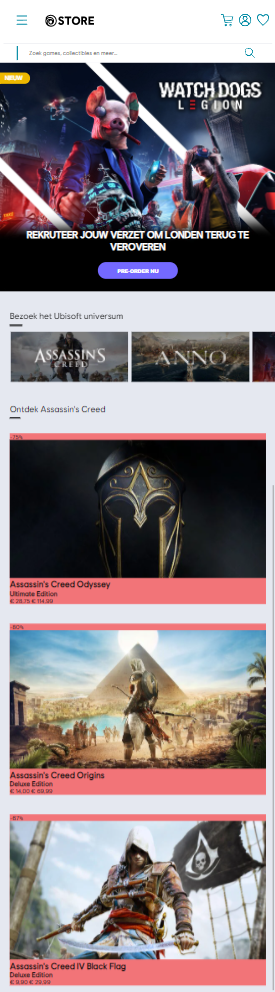 STORE
Zoek games, collectibles en meer...
NIEUW
WATCH DOGS
LEGION
REKRUTEER JOUW VERZET OM LONDEN TERUG TE
VEROVEREN
PRE-ORDER NU
Bezoek het Ubisoft universum
ASSASSIN'S
CREED
ANNO
Ontdek Assassin's Creed
-75%
Assassin's Creed Odyssey
Ultimate Edition
€ 28,75 € 114,99
-80%
Assassin's Creed Origins
Deluxe Edition
€ 14,00 € 69,99
-67%
Assassin's Creed IV Black Flag
Deluxe Edition
€ 9,90 € 29,99